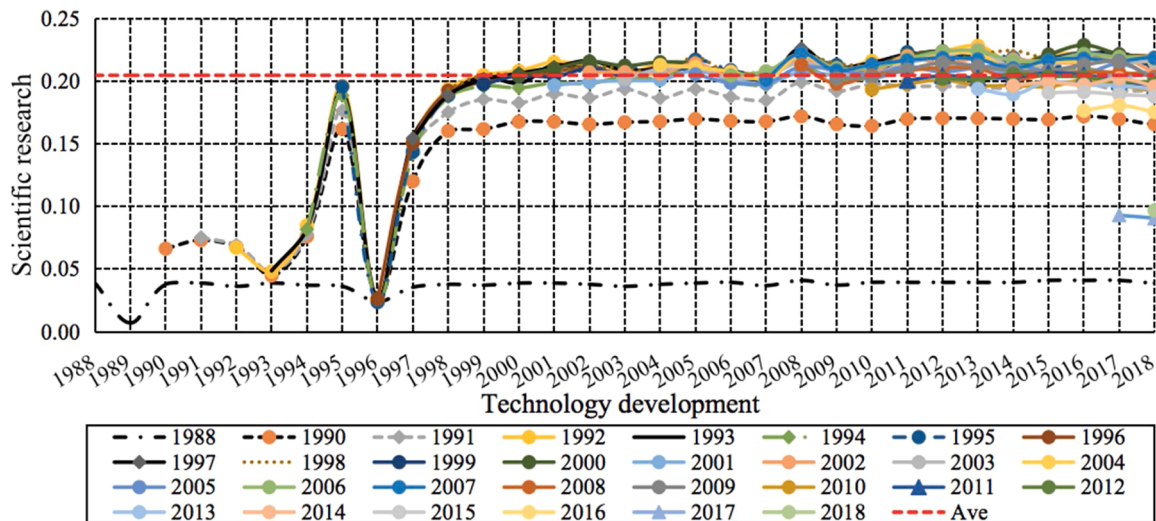 0.25
0.20
0.15
0.10
0.05
0.00
Scientific research
1988 1989 1990 1991 1992 1993 1994 1995 1996 1997 1998 1999 2000 2001 2002 2003 2004 2005 2006 2007 2008 2009 2010 2011 2012 2013 2014 2015 2016 2017 2018
Technology development
1988 1990 1991 1992 1993 1994 1995 1996
1997 1998 1999 2000 2001 2002 2003 2004
2005 2006 2007 2008 2009 2010 2011 2012
2013 2014 2015 2016 2017 2018 Ave